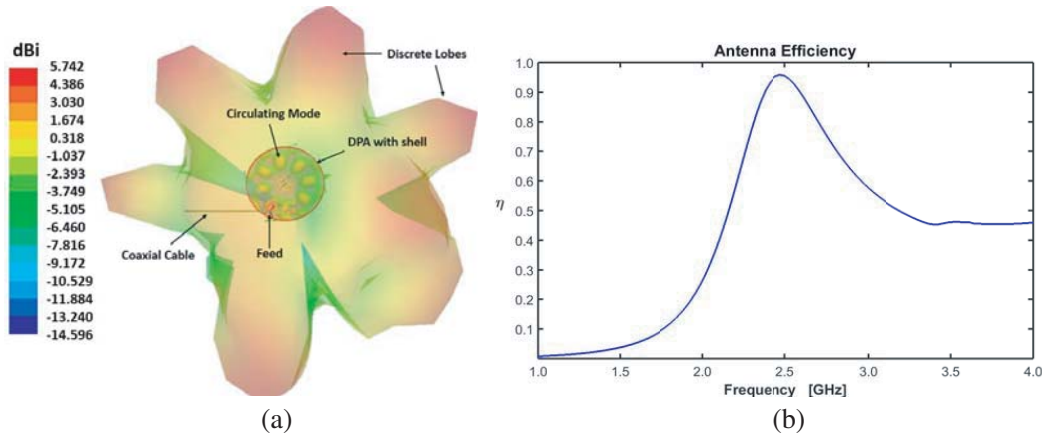 dBi
5.742
4.386
3.030
1.674
0.318
-1.037
-2.393
-3.749
-5.105
-6.460
-7.816
-9.172
-10.529
-11.884
-13.240
-14.596
Discrete Lobes
Circulating Mode
DPA with shell
Coaxial Cable
Feed
(a)
Antenna Efficiency
1.0
0.9
0.8
0.7
0.6
0.5
0.4
0.3
0.2
0.1
η
1.0 1.5 2.0 2.5 3.0 3.5 4.0
Frequency [GHz]
(b)